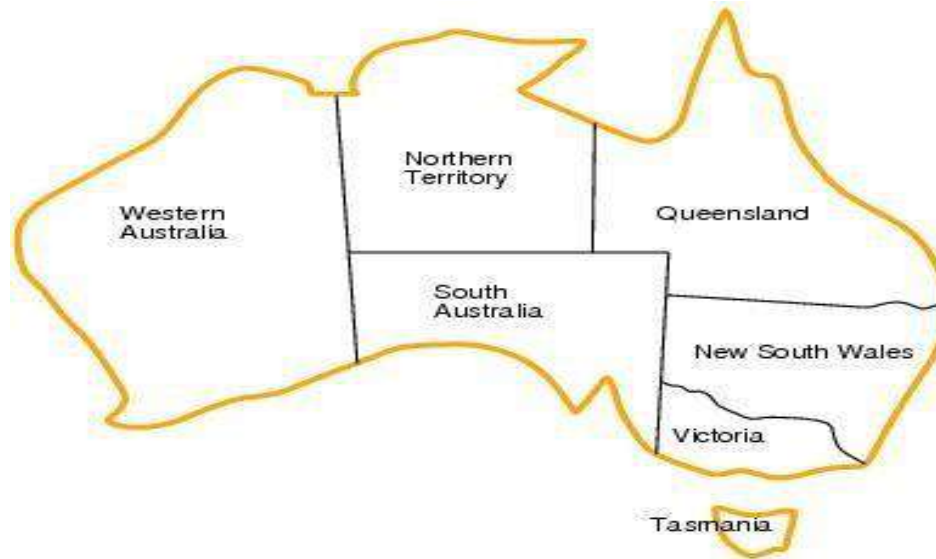 Northern
Territory
Western
Australia
Queensland
South
Australia
New South Wales
Victoria
Tasmania